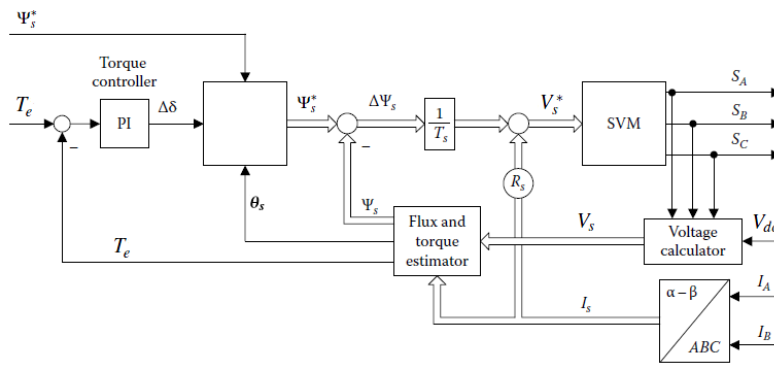 Ψs*
Torque
controller
Te
PI
Δδ
−
Ψs*
ΔΨs
−
1
Ts
Vs*
SVM
SA
SB
SC
Rs
θs
Ψs
Flux and
torque
estimator
Vs
Voltage
calculator
Vdc
Te
Is
α – β
ABC
IA
IB